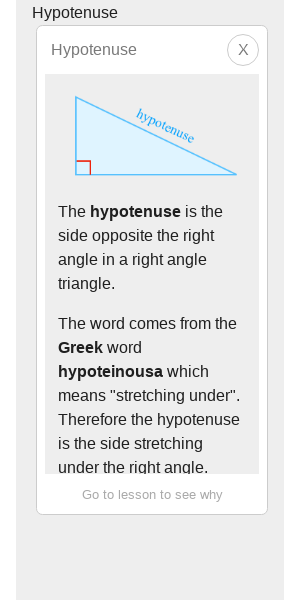 Hypotenuse
Hypotenuse
X
hypotenuse
The hypotenuse is the
side opposite the right
angle in a right angle
triangle.
The word comes from the
Greek word
hypoteinousa which
means "stretching under".
Therefore the hypotenuse
is the side stretching
under the right angle.
Go to lesson to see why